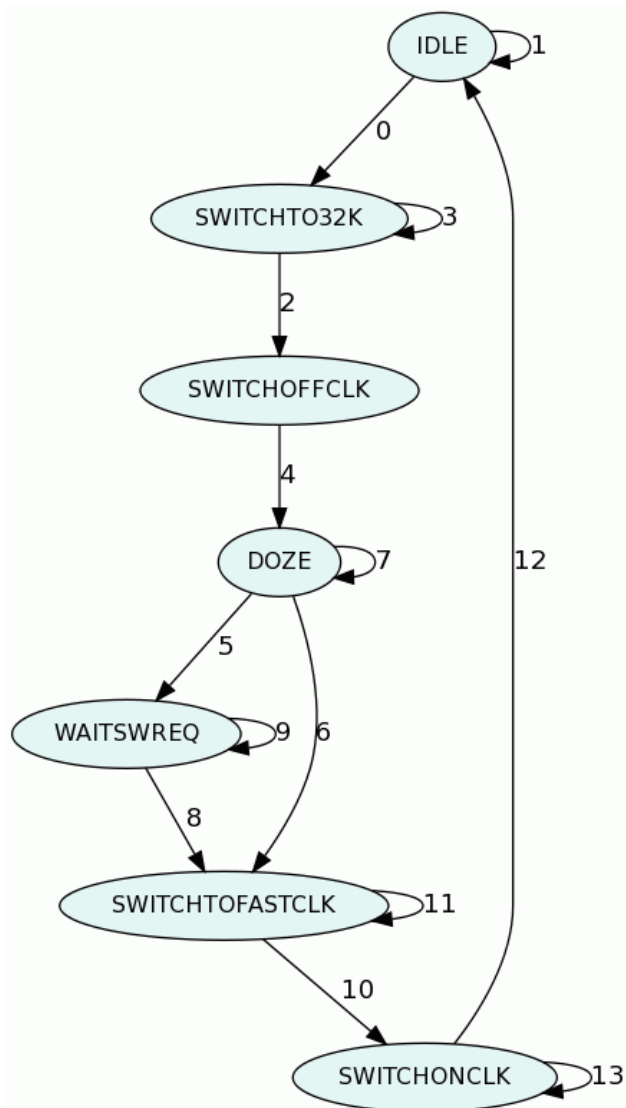 IDLE
1
0
SWITCHTO32K
3
2
SWITCHOFFCLK
4
DOZE
7
12
5
WAITSWREQ
9
6
8
SWITCHTOFASTCLK
11
10
SWITCHONCLK
13